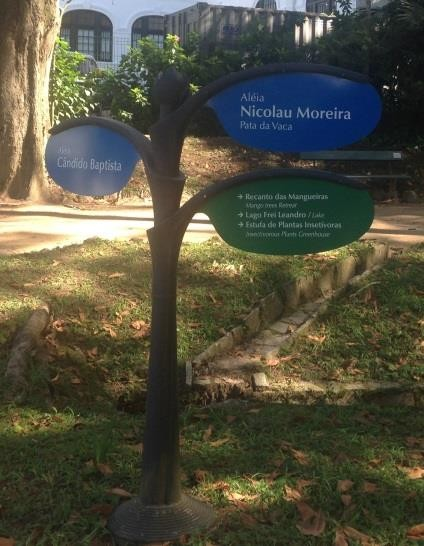 Aléia
Nicolau Moreira
Pata da Vaca
Aléia
Cândido Baptista
→ Recanto das Mangueiras
Mango trees Retreat
→ Lago Frei Leandro / Lake
→ Estufa de Plantas Insetívoras
Insectivorous Plants Greenhouse